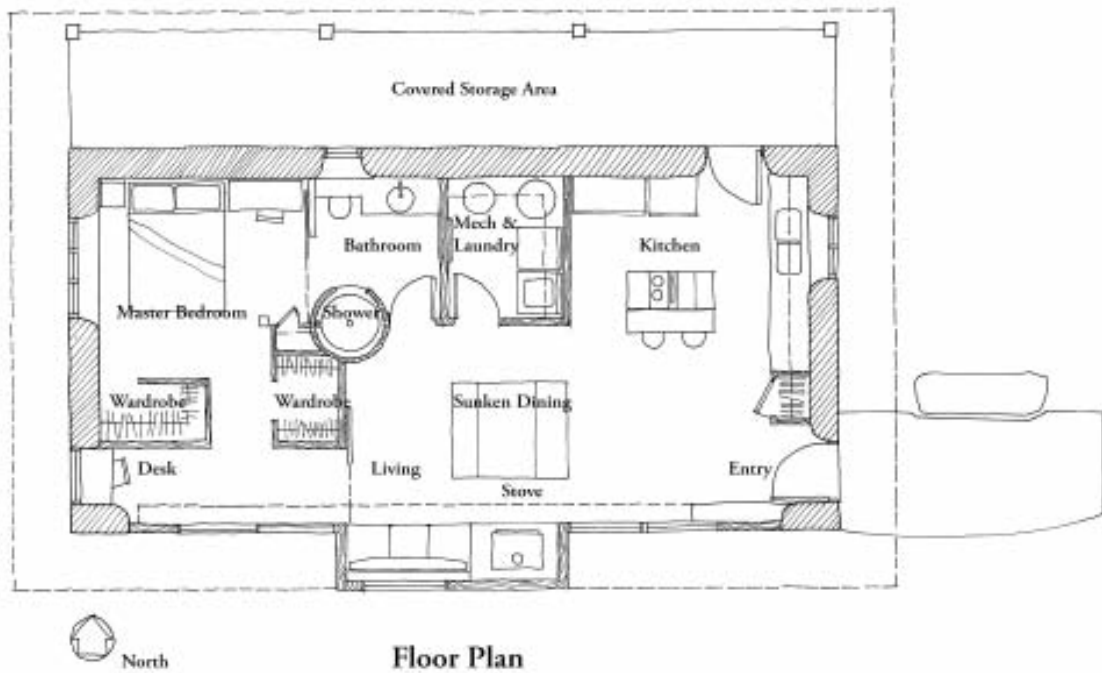 Covered Storage Area
Mech &
Bathroom Laundry Kitchen
Master Bedroom Shower
Wardrobe Wardrobe Sunken Dining
Desk Living Entry
Stove
North Floor Plan